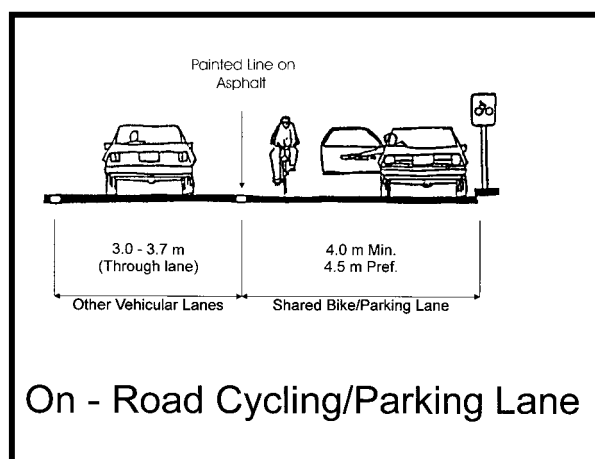 Painted Line on
Asphalt
3.0 - 3.7 m
(Through lane)
4.0 m Min.
4.5 m Pref.
Other Vehicular Lanes
Shared Bike/Parking Lane
On - Road Cycling/Parking Lane